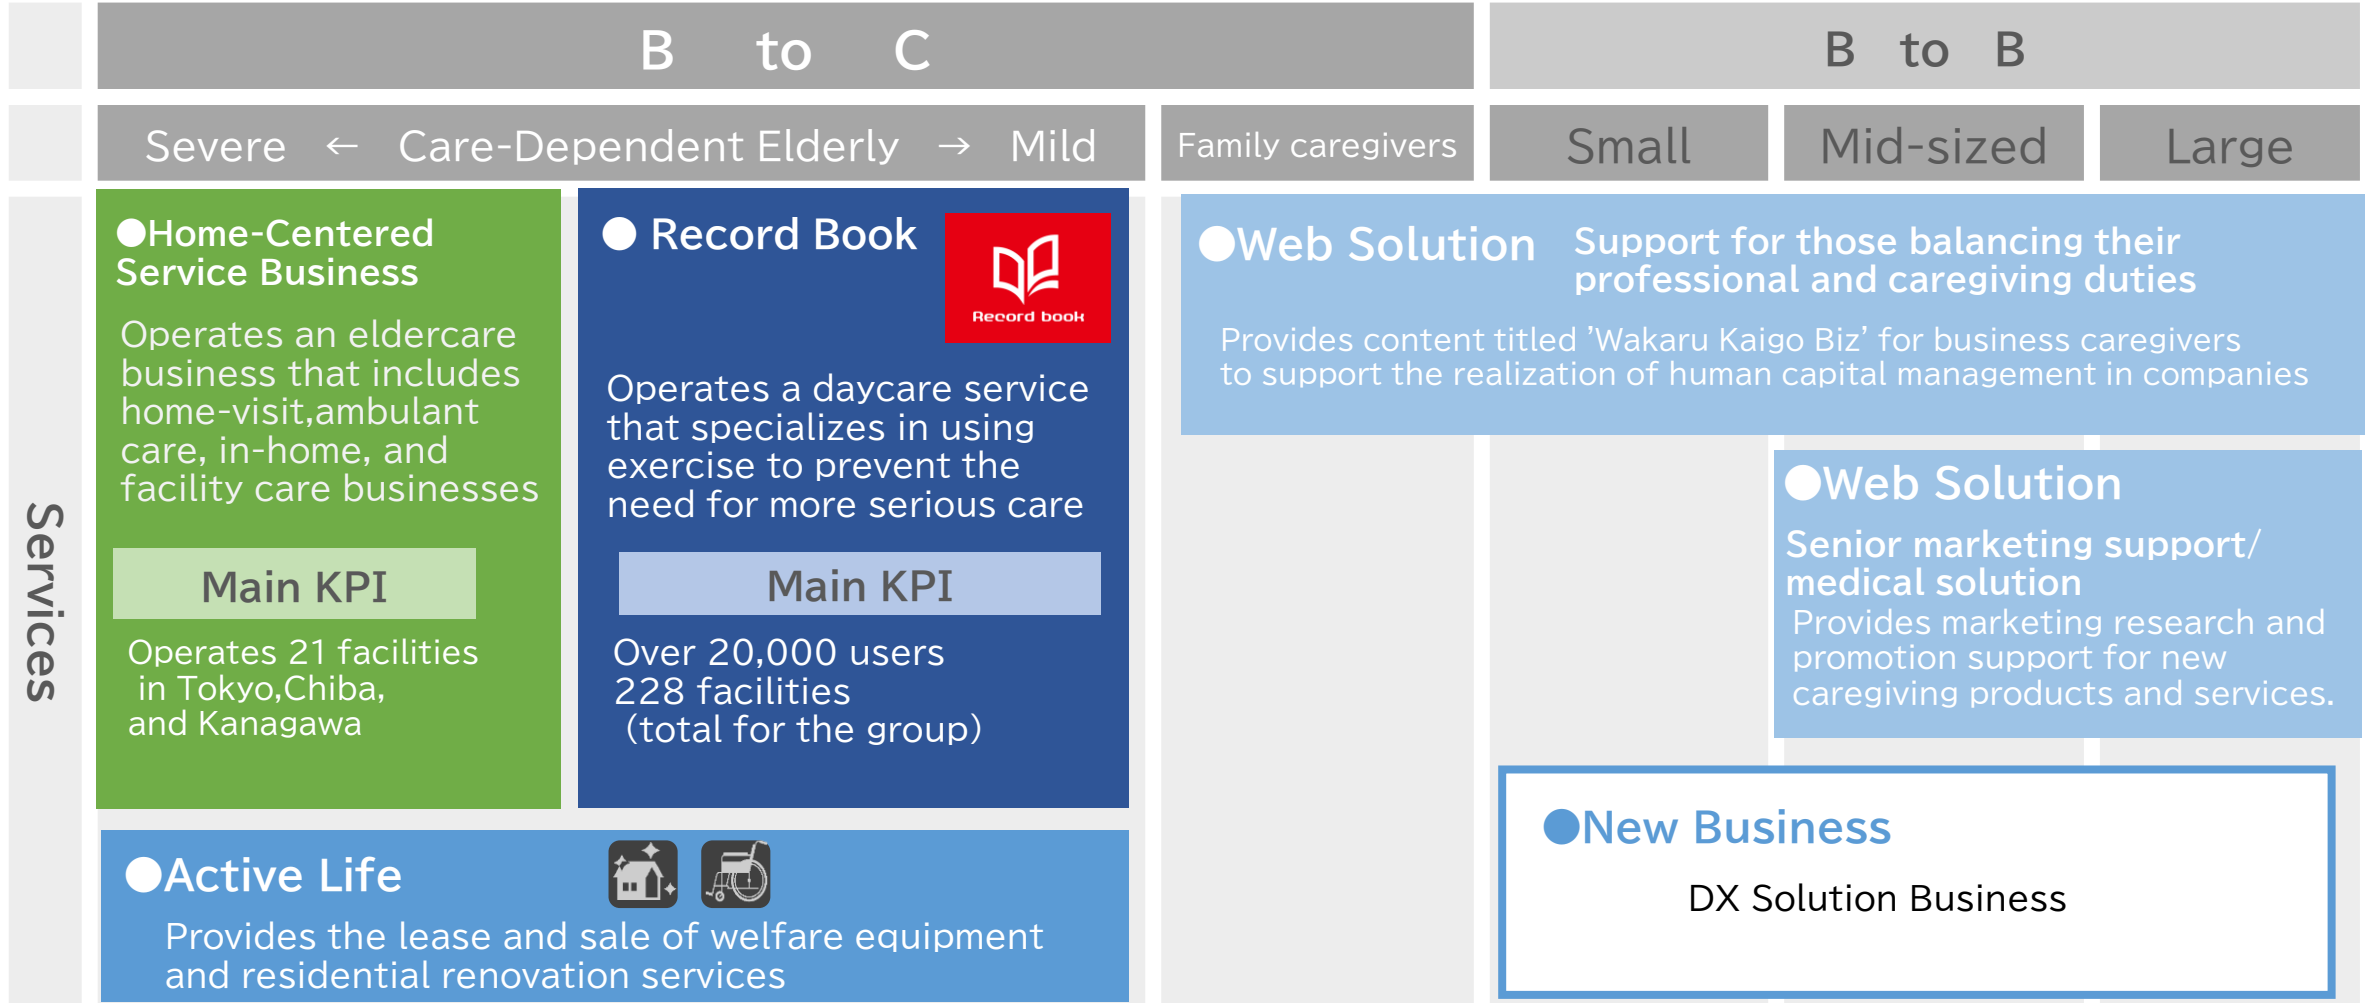 B to C
B to B
Severe ← Care-Dependent Elderly → Mild
Family caregivers
Small
Mid-sized
Large
Services
●Home-Centered
Service Business
Operates an eldercare
business that includes
home-visit,ambulant
care, in-home, and
facility care businesses
Main KPI
Operates 21 facilities
in Tokyo,Chiba,
and Kanagawa
● Record Book
Record book
Operates a daycare service
that specializes in using
exercise to prevent the
need for more serious care
Main KPI
Over 20,000 users
228 facilities
(total for the group)
●Active Life
Provides the lease and sale of welfare equipment
and residential renovation services
●Web Solution
Support for those balancing their
professional and caregiving duties
Provides content titled 'Wakaru Kaigo Biz' for business caregivers
to support the realization of human capital management in companies
●Web Solution
Senior marketing support/
medical solution
Provides marketing research and
promotion support for new
caregiving products and services.
●New Business
DX Solution Business